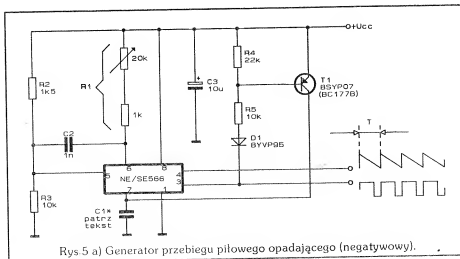 +Ucc
R4
22k
20k
C3
10u
T1
BSYP07
(BC177B)
R2
1k5
R1
R5
10k
1k
C2
1n
D1
BYVP95
T
6 8
5 NE/SE566 4
3
7 1
R3
10k
C1*
patrz
tekst
Rys 5 a) Generator przebiegu piłowego opadającego (negatywowy).